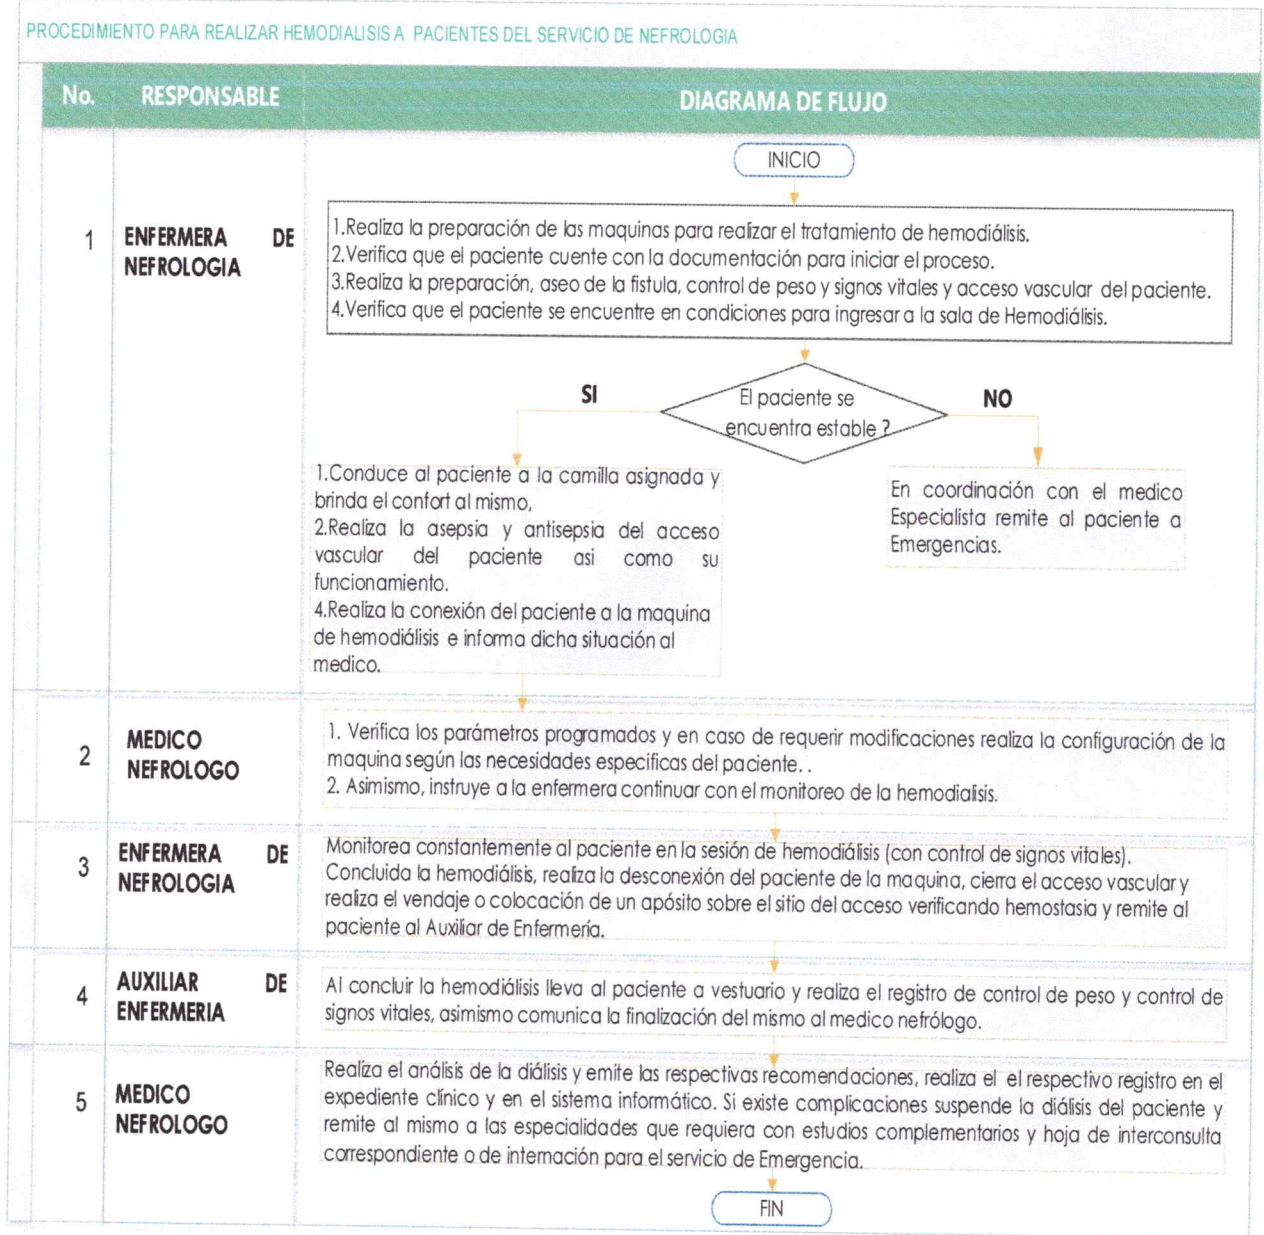 PROCEDIMIENTO PARA REALIZAR HEMODIALISIS A PACIENTES DEL SERVICIO DE NEFROLOGIA
No. RESPONSABLE DIAGRAMA DE FLUJO
INICIO
1 ENFERMERA DE NEFROLOGIA
1.Realiza la preparación de las maquinas para realizar el tratamiento de hemodiálisis.
2.Verifica que el paciente cuente con la documentación para iniciar el proceso.
3.Realiza la preparación, aseo de la fistula, control de peso y signos vitales y acceso vascular del paciente.
4.Verifica que el paciente se encuentre en condiciones para ingresar a la sala de Hemodiálisis.
El paciente se
encuentra estable ?
SI
NO
1.Conduce al paciente a la camilla asignada y
brinda el confort al mismo,
2.Realiza la asepsia y antisepsia del acceso
vascular del paciente asi como su
funcionamiento.
4.Realiza la conexión del paciente a la maquina
de hemodiálisis e informa dicha situación al
medico.
En coordinación con el medico
Especialista remite al paciente a
Emergencias.
2 MEDICO
NEFROLOGO
1. Verifica los parámetros programados y en caso de requerir modificaciones realiza la configuración de la
maquina según las necesidades especificas del paciente. .
2. Asimismo, instruye a la enfermera continuar con el monitoreo de la hemodialisis.
3 ENFERMERA DE
NEFROLOGIA
Monitorea constantemente al paciente en la sesión de hemodiálisis (con control de signos vitales).
Concluida la hemodiálisis, realiza la desconexión del paciente de la maquina, cierra el acceso vascular y
realiza el vendaje o colocación de un apósito sobre el sitio del acceso verificando hemostasia y remite al
paciente al Auxiliar de Enfermería.
4 AUXILIAR DE
ENFERMERIA
Al concluir la hemodiálisis lleva al paciente a vestuario y realiza el registro de control de peso y control de
signos vitales, asimismo comunica la finalización del mismo al medico nefrólogo.
5 MEDICO
NEFROLOGO
Realiza el análisis de la diálisis y emite las respectivas recomendaciones, realiza el el respectivo registro en el
expediente clínico y en el sistema informático. Si existe complicaciones suspende la diálisis del paciente y
remite al mismo a las especialidades que requiera con estudios complementarios y hoja de interconsulta
correspondiente o de internación para el servicio de Emergencia.
FIN